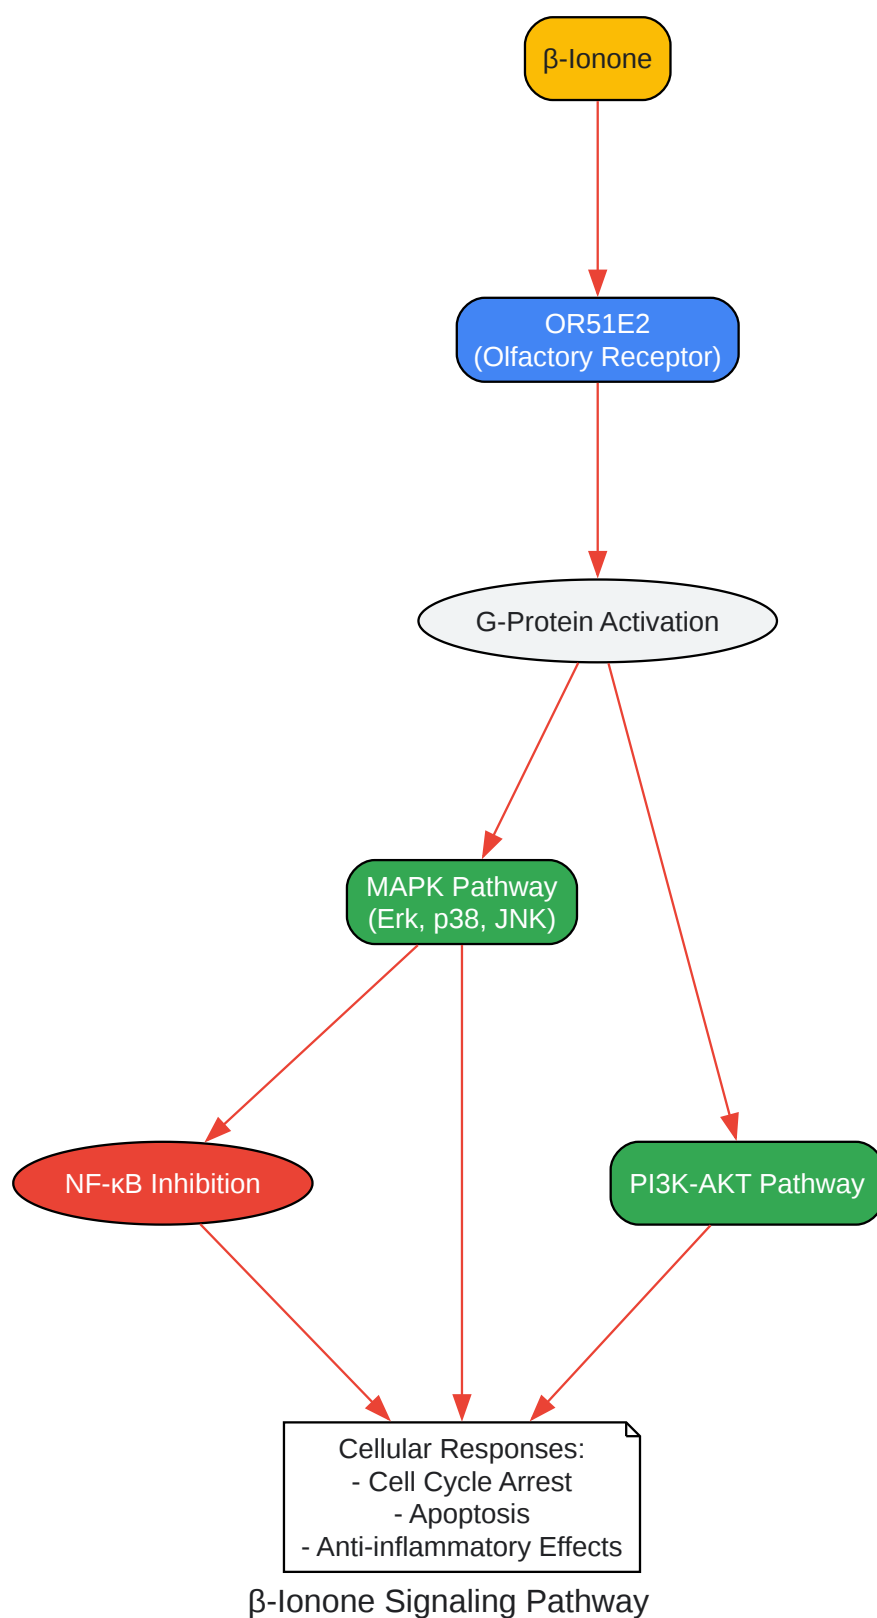 β-Ionone
OR51E2
(Olfactory Receptor)
G-Protein Activation
MAPK Pathway
(Erk, p38, JNK)
NF-κB Inhibition
PI3K-AKT Pathway
Cellular Responses:
- Cell Cycle Arrest
- Apoptosis
- Anti-inflammatory Effects
β-Ionone Signaling Pathway